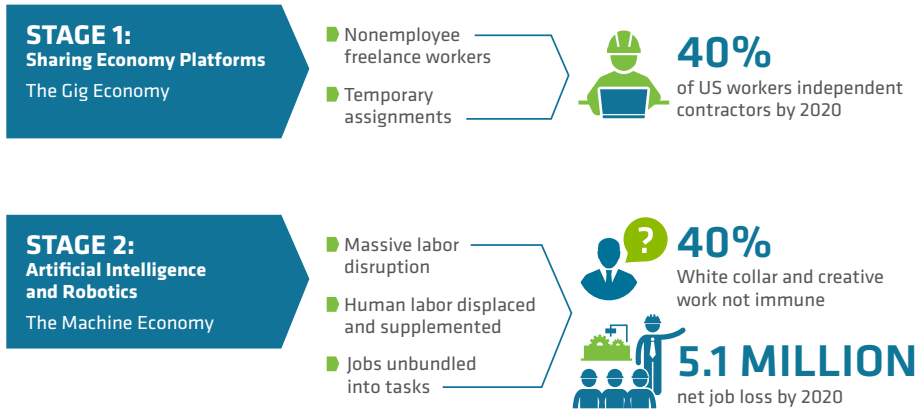 STAGE 1:
Sharing Economy Platforms
The Gig Economy
Nonemployee
freelance workers
Temporary
assignments
40%
of US workers independent
contractors by 2020
STAGE 2:
Artificial Intelligence
and Robotics
The Machine Economy
Massive labor
disruption
Human labor displaced
and supplemented
Jobs unbundled
into tasks
?
40%
White collar and creative
work not immune
5.1 MILLION
net job loss by 2020